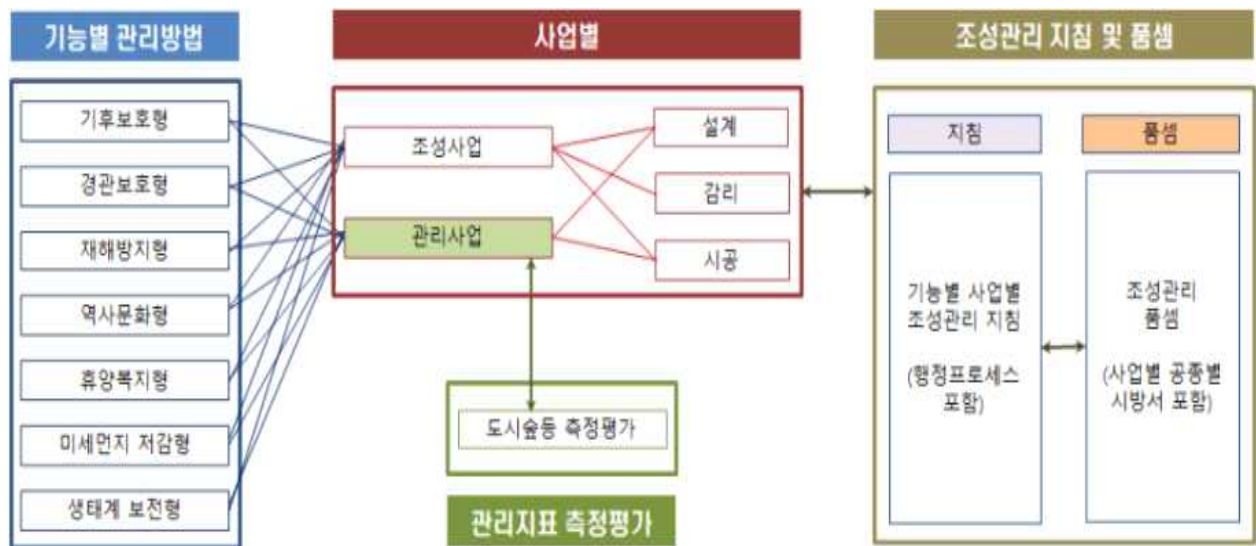 기능별 관리방법
기후보호형
경관보호형
재해방지형
역사문화형
휴양복지형
미세먼지 저감형
생태계 보전형
사업별
조성사업
관리사업
설계
감리
시공
도시숲등 측정평가
관리지표 측정평가
조성관리 지침 및 품셈
지침
기능별 사업별
조성관리 지침
(행정프로세스
포함)
품셈
조성관리
품셈
(사업별 공종별
시방서 포함)